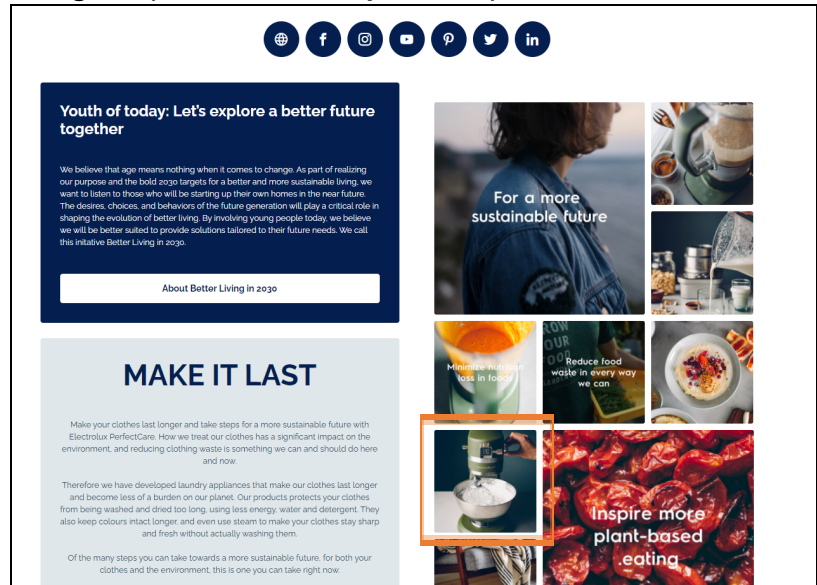 Youth of today: Let's explore a better future
together
We believe that age means nothing when it comes to change. As part of realizing
our purpose and the bold 2030 targets for a better and more sustainable living, we
want to listen to those who will be starting up their own homes in the near future.
The desires, choices, and behaviors of the future generation will play a critical role in
shaping the evolution of better living. By involving young people today, we believe
we will be better suited to provide solutions tailored to their future needs. We call
this initative Better Living in 2030.
About Better Living in 2030
MAKE IT LAST
Make your clothes last longer and take steps for a more sustainable future with
Electrolux PerfectCare. How we treat our clothes has a significant impact on the
environment, and reducing clothing waste is something we can and should do here
and now.
Therefore we have developed laundry appliances that make our clothes last longer
and become less of a burden on our planet. Our products protects your clothes
from being washed and dried too long, using less energy, water and detergent. They
also keep colours intact longer, and even use steam to make your clothes stay sharp
and fresh without actually washing them.
Of the many steps you can take towards a more sustainable future, for both your
clothes and the environment, this is one you can take right now.
For a more
sustainable future
Minimize nutrition
loss in foods
Reduce food
waste in every way
we can
Inspire more
plant-based
.eating